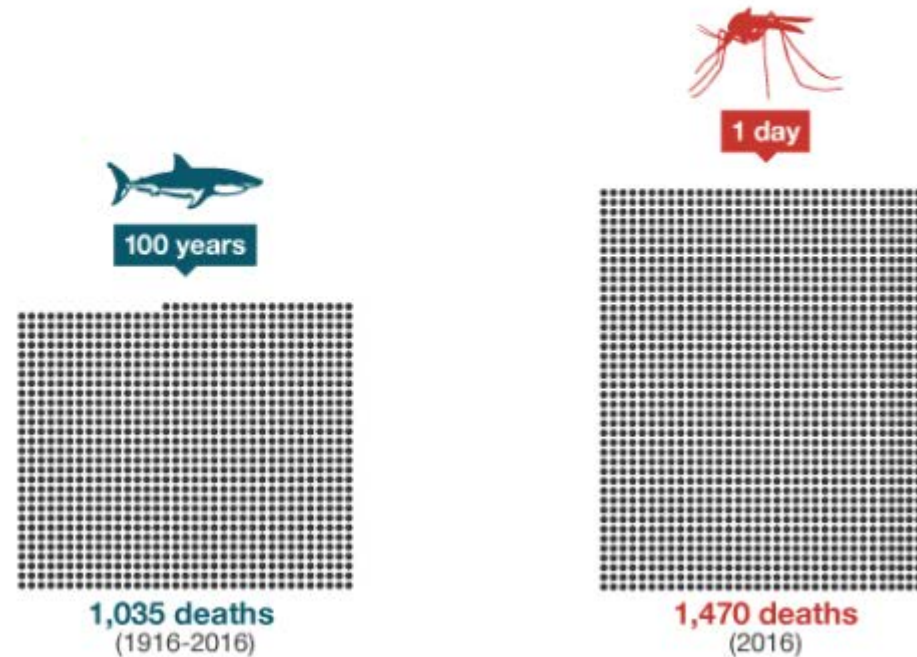 100 years
1,035 deaths
(1916-2016)
1 day
1,470 deaths
(2016)